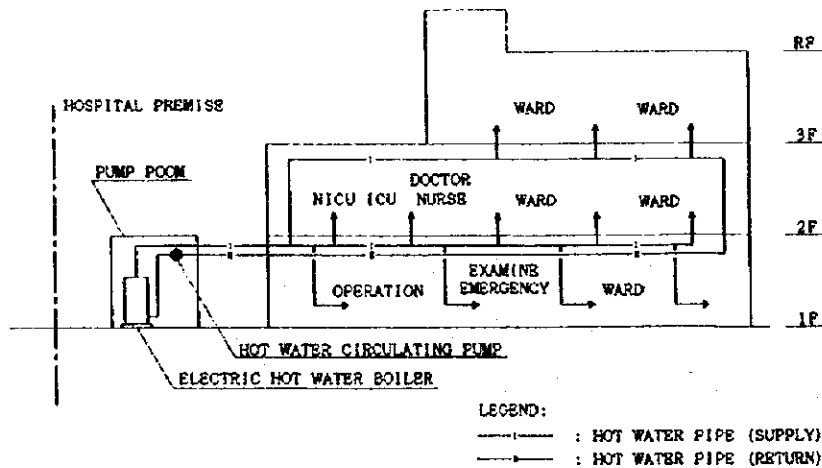 RF
HOSPITAL PREMISE
WARD WARD
3F
PUMP POOM
DOCTOR
NICU ICU NURSE WARD WARD
2F
EXAMINE
OPERATION EMERGENCY WARD
1F
HOT WATER CIRCULATING PUMP
ELECTRIC HOT WATER BOILER
LEGEND:
: HOT WATER PIPE (SUPPLY)
: HOT WATER PIPE (RETURN)